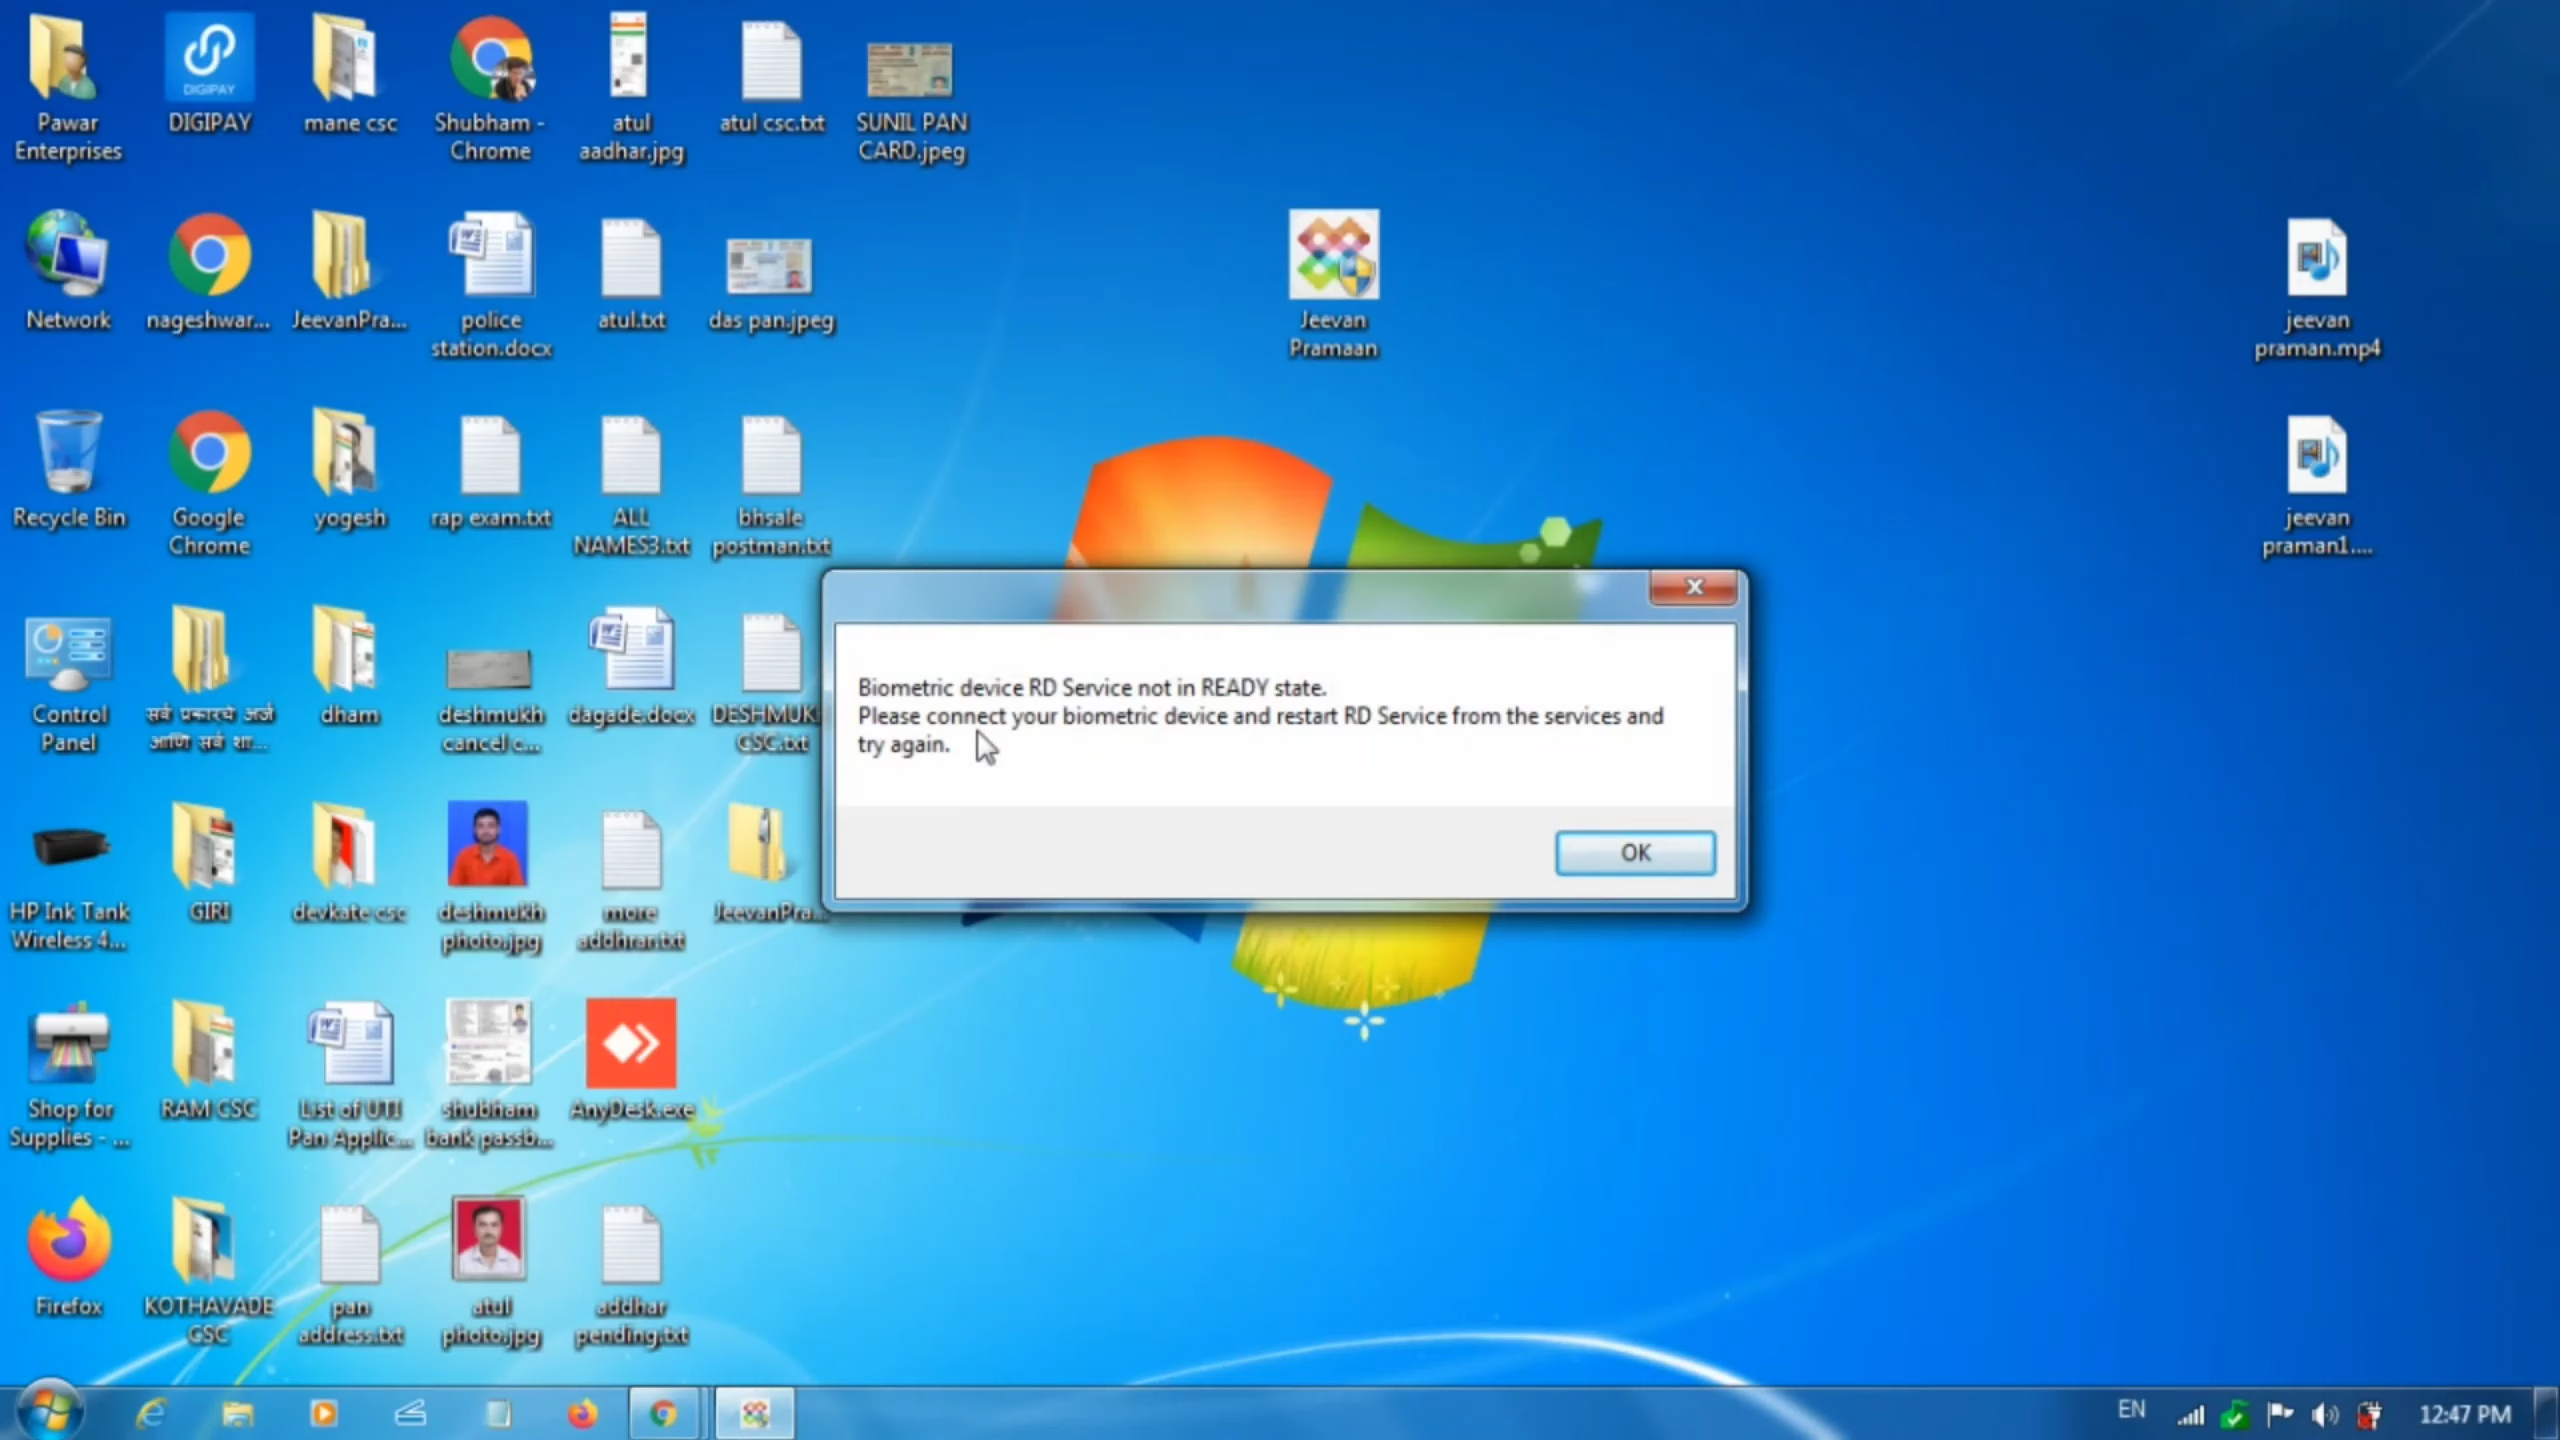 Pawar
Enterprises
DIGIPAY
DIGIPAY
mane csc
Shubham -
Chrome
atul
aadhar.jpg
atul csc.txt
SUNIL PAN
CARD.jpeg
Network
nageshwar...
JeevanPra...
police
station.docx
atul.txt
das pan.jpeg
Jeevan
Pramaan
jeevan
praman.mp4
Recycle Bin
Google
Chrome
yogesh
rap exam.txt
ALL
NAMES3.txt
bhsale
postman.txt
jeevan
praman1....
Control
Panel
सर्व प्रकारचे अर्ज
आणि सर्व शा...
dham
deshmukh
cancel c...
dagade.docx
DESHMUK
CSC.txt
Biometric device RD Service not in READY state.
Please connect your biometric device and restart RD Service from the services and
try again.
OK
HP Ink Tank
Wireless 4...
GIRI
devkate csc
deshmukh
photo.jpg
more
addhran.txt
JeevanPra...
Shop for
Supplies - ...
RAM CSC
List of UTI
Pan Applic...
shubham
bank passb...
AnyDesk.exe
Firefox
KOTHAVADE
CSC
pan
address.txt
atul
photo.jpg
addhar
pending.txt
EN
12:47 PM